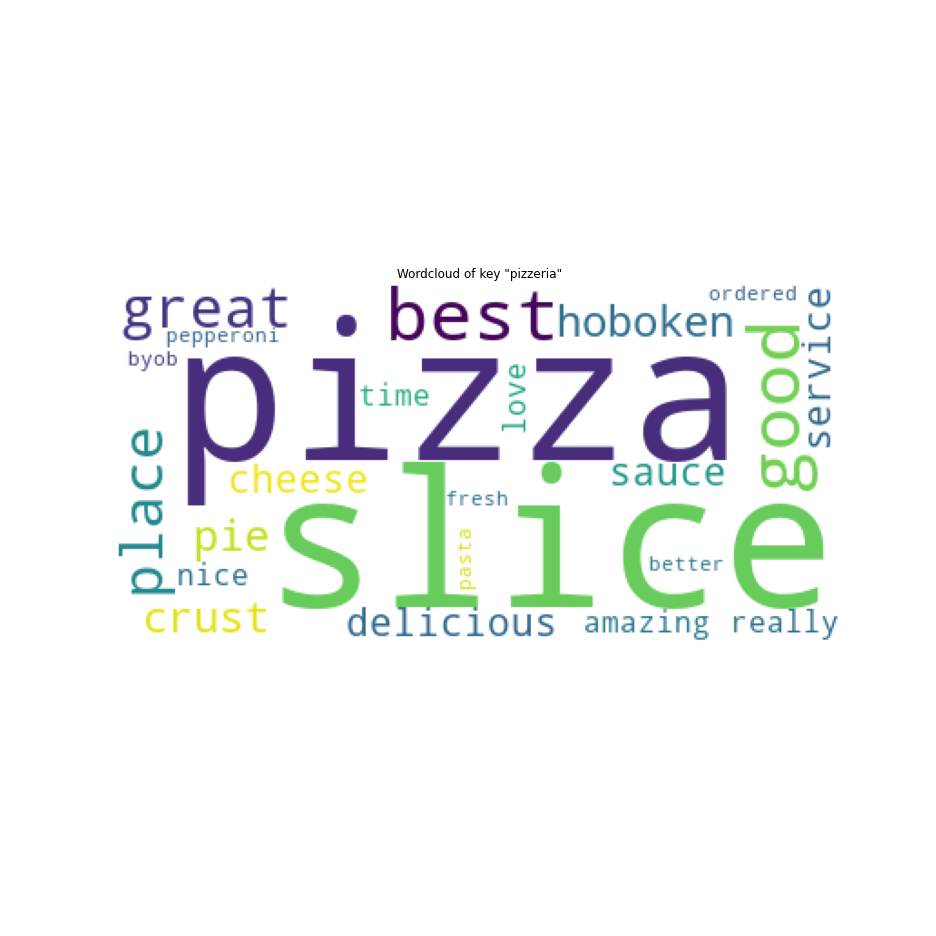 Wordcloud of key "pizzeria"
great
best
hoboken
ordered
service
pepperoni
byob
pizza
time
love
good
place
cheese
sauce
slice
fresh
pie
pasta
nice
better
crust
delicious
amazing
really